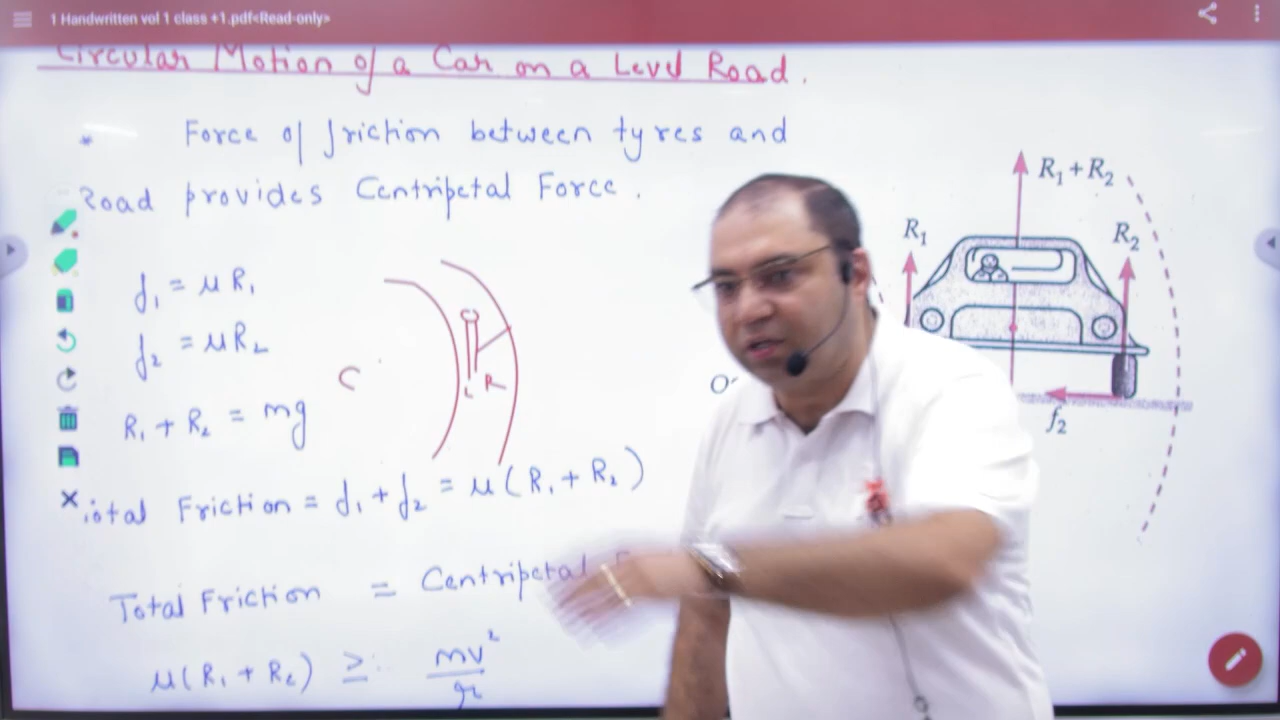 1 Handwritten vol 1 class +1.pdf<Read-only>
Circular Motion of a Car on a Level Road.
* Force of friction between tyres and
Road provides Centripetal Force.
f₁ = μR₁
f₂ = μR₂
R₁ + R₂ = mg
C
L R
Total Friction = f₁ + f₂ = μ(R₁ + R₂)
Total Friction = Centripetal
μ(R₁ + R₂) ≥ mv²/r
R₁ + R₂
R₁
R₂
O
f₂